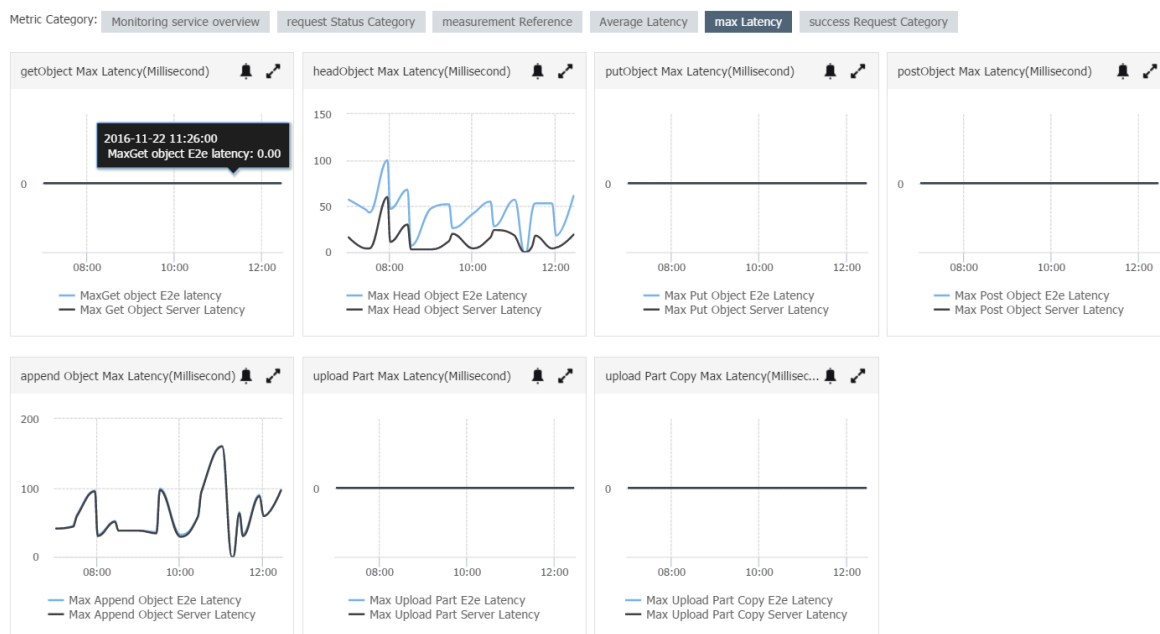 Metric Category: Monitoring service overview request Status Category measurement Reference Average Latency max Latency success Request Category
getObject Max Latency(Millisecond)
2016-11-22 11:26:00
MaxGet object E2e latency: 0.00
0
08:00 10:00 12:00
MaxGet object E2e latency
Max Get Object Server Latency
headObject Max Latency(Millisecond)
150
100
50
0
08:00 10:00 12:00
Max Head Object E2e Latency
Max Head Object Server Latency
putObject Max Latency(Millisecond)
0
08:00 10:00 12:00
Max Put Object E2e Latency
Max Put Object Server Latency
postObject Max Latency(Millisecond)
0
08:00 10:00 12:00
Max Post Object E2e Latency
Max Post Object Server Latency
append Object Max Latency(Millisecond)
200
100
0
08:00 10:00 12:00
Max Append Object E2e Latency
Max Append Object Server Latency
upload Part Max Latency(Millisecond)
0
08:00 10:00 12:00
Max Upload Part E2e Latency
Max Upload Part Server Latency
upload Part Copy Max Latency(Millisec...
0
08:00 10:00 12:00
Max Upload Part Copy E2e Latency
Max Upload Part Copy Server Latency